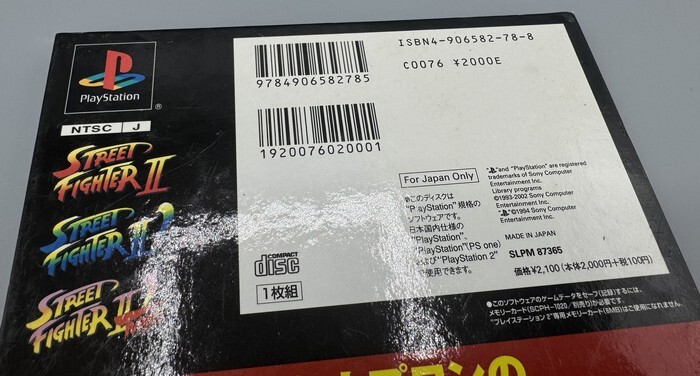 PlayStation
®
NTSC J
STREET
FIGHTER II
STREET
FIGHTER II'
STREET
FIGHTER II'
ISBN4-906582-78-8
9784906582785
C0076 ¥2000E
1920076020001
For Japan Only
※このディスクは
"PlayStation"規格の
ソフトウェアです。
日本国内仕様の
"PlayStation"、
"PlayStation"(PS one)
および"PlayStation 2"
で使用できます。
"PS"and "PlayStation" are registered
trademarks of Sony Computer
Entertainment Inc.
Library programs
©1993-2002 Sony Computer
Entertainment Inc.
"PS"©1994 Sony Computer
Entertainment Inc.
MADE IN JAPAN
SLPM 87365
価格¥2,100(本体2,000円+税100円)
COMPACT
disc
1枚組
●このソフトウェアのゲームデータをセーブ(記録)するには、
メモリーカード(SCPH-1020/別売り)が必要です。
"プレイステーション 2"専用メモリーカード(8MB)はご使用になれません。
カプコンの